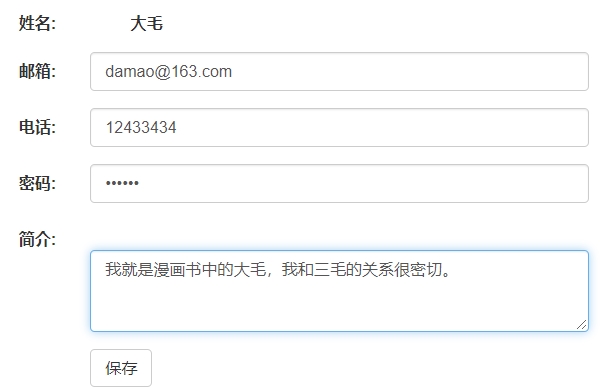 姓名: 大毛
邮箱: damao@163.com
电话: 12433434
密码: ••••••
简介:
我就是漫画书中的大毛，我和三毛的关系很密切。
保存